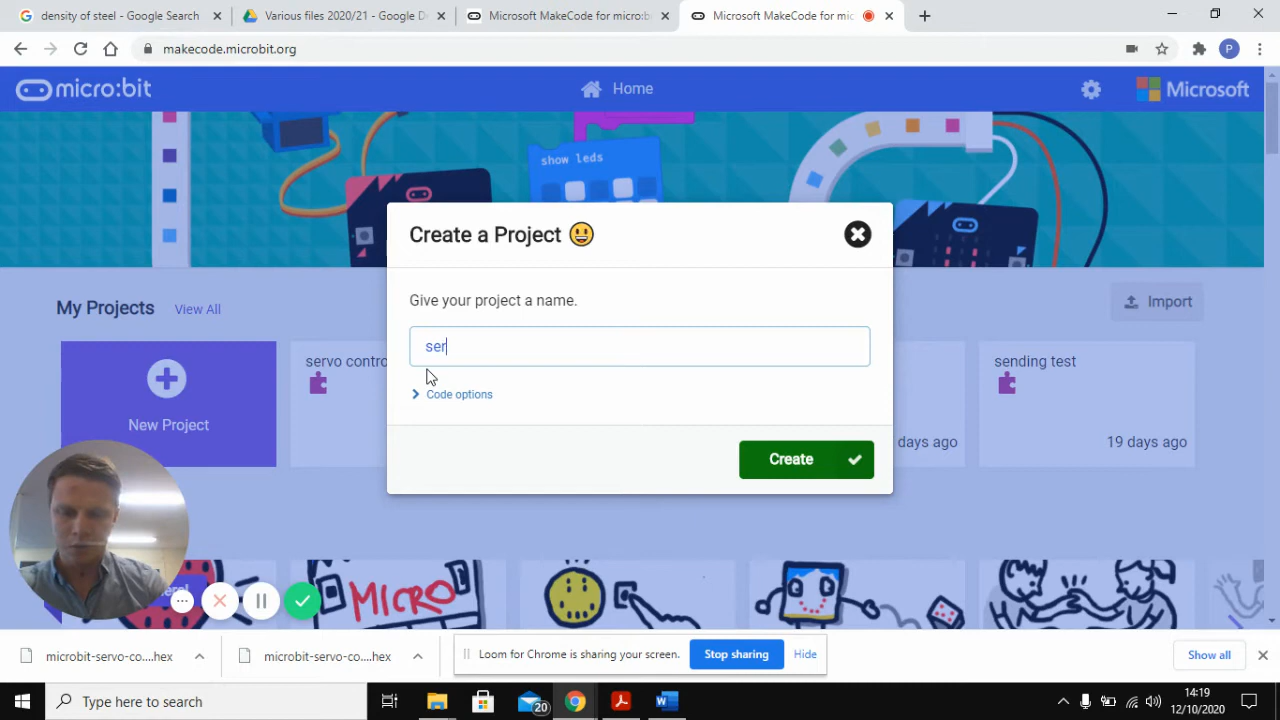 density of steel - Google Search
Various files 2020/21 - Google D
Microsoft MakeCode for micro:b
Microsoft MakeCode for mic
makecode.microbit.org
P
micro:bit
Home
Microsoft
show leds
Create a Project
Give your project a name.
ser
Code options
Create
My Projects
View All
Import
New Project
servo contro
days ago
sending test
19 days ago
MICRO
microbit-servo-co....hex
microbit-servo-co....hex
Loom for Chrome is sharing your screen.
Stop sharing
Hide
Show all
Type here to search
20
14:19
12/10/2020